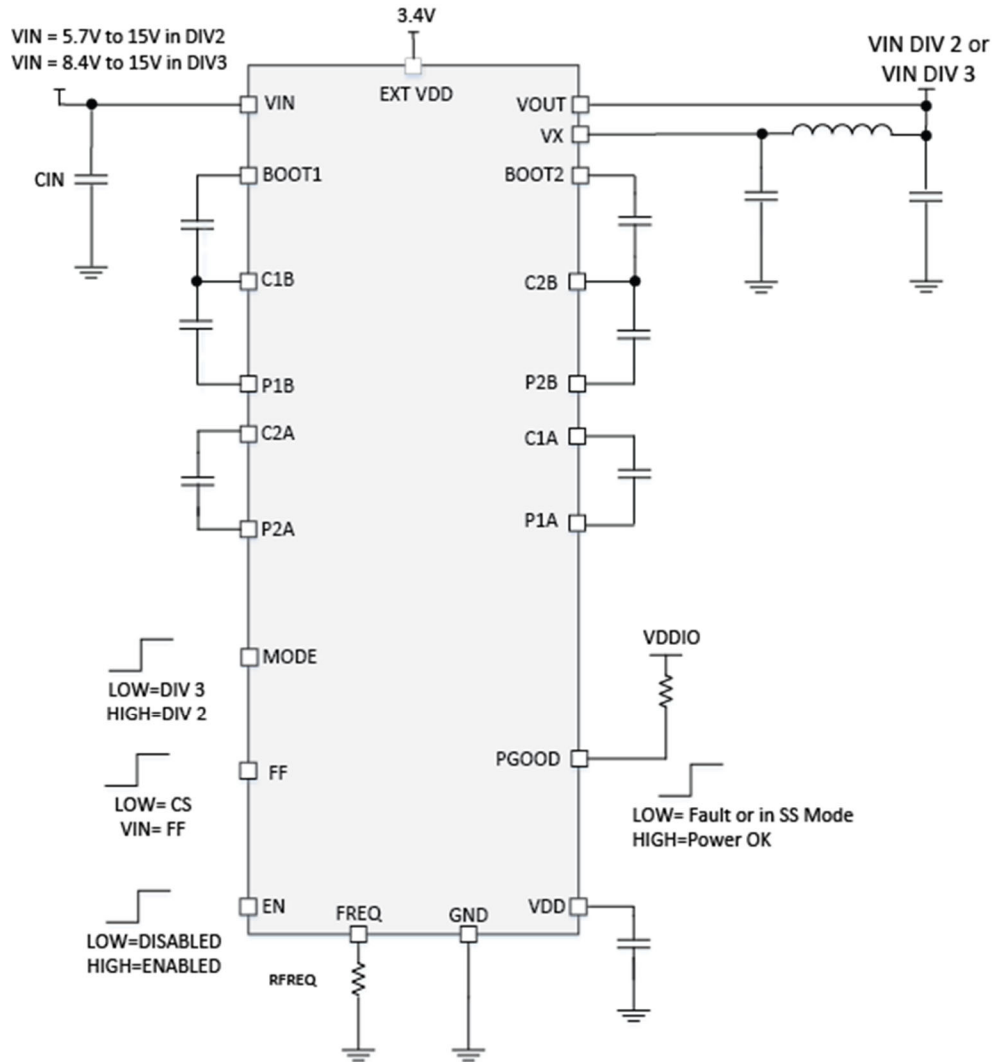 3.4V
VIN = 5.7V to 15V in DIV2
VIN = 8.4V to 15V in DIV3
VIN DIV 2 or
VIN DIV 3
EXT VDD
VIN
VOUT
VX
CIN
BOOT1
BOOT2
C1B
C2B
P1B
P2B
C2A
C1A
P2A
P1A
VDDIO
MODE
LOW=DIV 3
HIGH=DIV 2
PGOOD
FF
LOW= CS
VIN= FF
LOW= Fault or in SS Mode
HIGH=Power OK
EN
FREQ
GND
VDD
LOW=DISABLED
HIGH=ENABLED
RFREQ